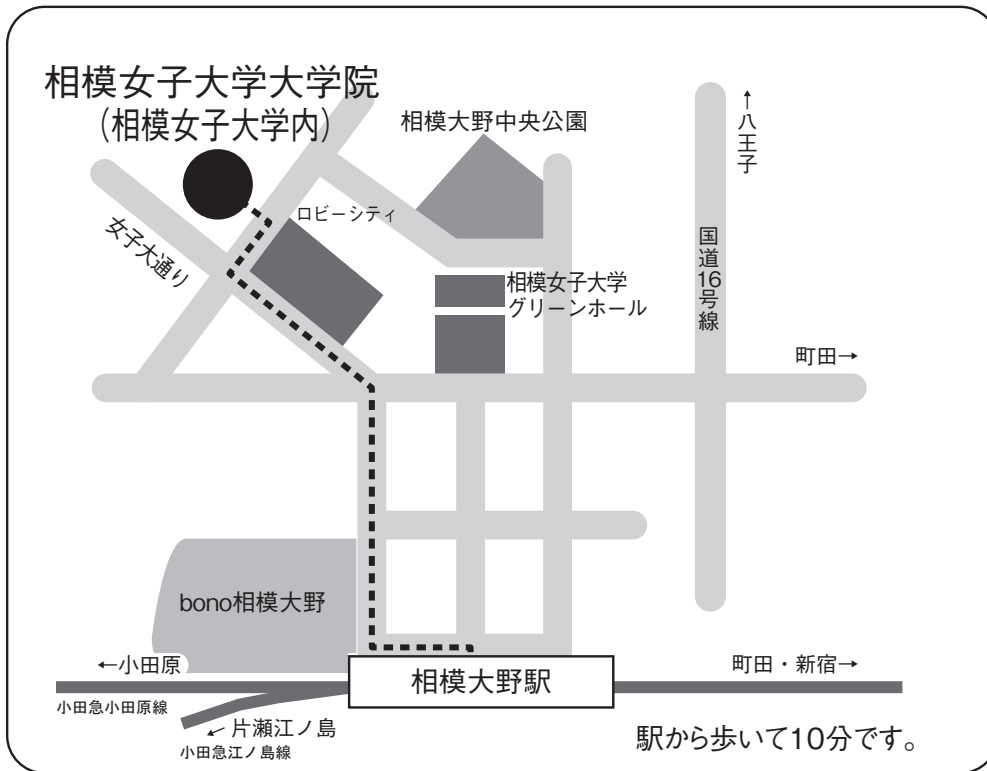 相模女子大学大学院
（相模女子大学内）
相模大野中央公園
↑八王子
ロビーシティ
女子大通り
国道16号線
相模女子大学
グリーンホール
町田→
bono相模大野
←小田原
相模大野駅
町田・新宿→
小田急小田原線
←片瀬江ノ島
小田急江ノ島線
駅から歩いて10分です。